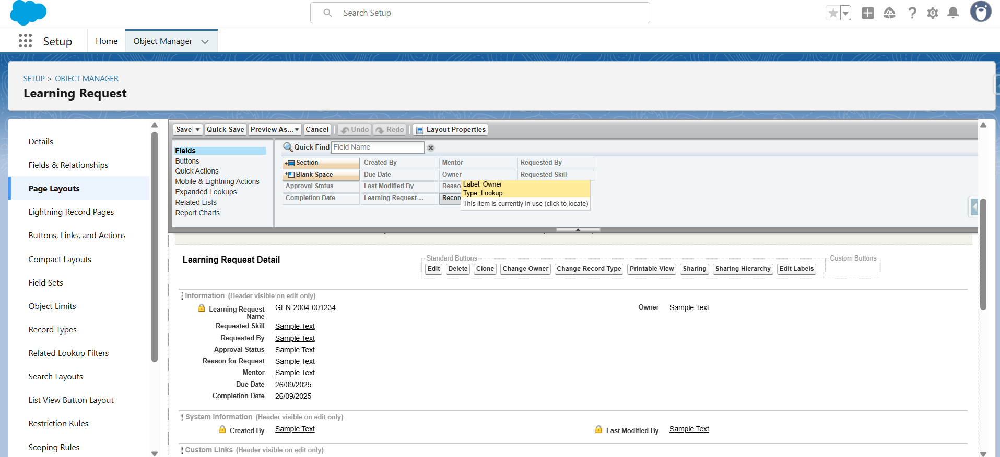 Search Setup
Setup
Home
Object Manager
SETUP > OBJECT MANAGER
Learning Request
Details
Fields & Relationships
Page Layouts
Lightning Record Pages
Buttons, Links, and Actions
Compact Layouts
Field Sets
Object Limits
Record Types
Related Lookup Filters
Search Layouts
List View Button Layout
Restriction Rules
Scoping Rules
Save Quick Save Preview As... Cancel Undo Redo Layout Properties
Fields
Buttons
Quick Actions
Mobile & Lightning Actions
Expanded Lookups
Related Lists
Report Charts
Quick Find Field Name
Section Created By Mentor Requested By
Blank Space Due Date Owner Requested Skill
Approval Status Last Modified By
Completion Date Learning Request ...
Label: Owner
Type: Lookup
This item is currently in use (click to locate)
Learning Request Detail
Standard Buttons
Edit Delete Clone Change Owner Change Record Type Printable View Sharing Sharing Hierarchy Edit Labels
Custom Buttons
Information (Header visible on edit only)
Learning Request Name GEN-2004-001234 Owner Sample Text
Requested Skill Sample Text
Requested By Sample Text
Approval Status Sample Text
Reason for Request Sample Text
Mentor Sample Text
Due Date 26/09/2025
Completion Date 26/09/2025
System Information (Header visible on edit only)
Created By Sample Text Last Modified By Sample Text
Custom Links (Header visible on edit only)